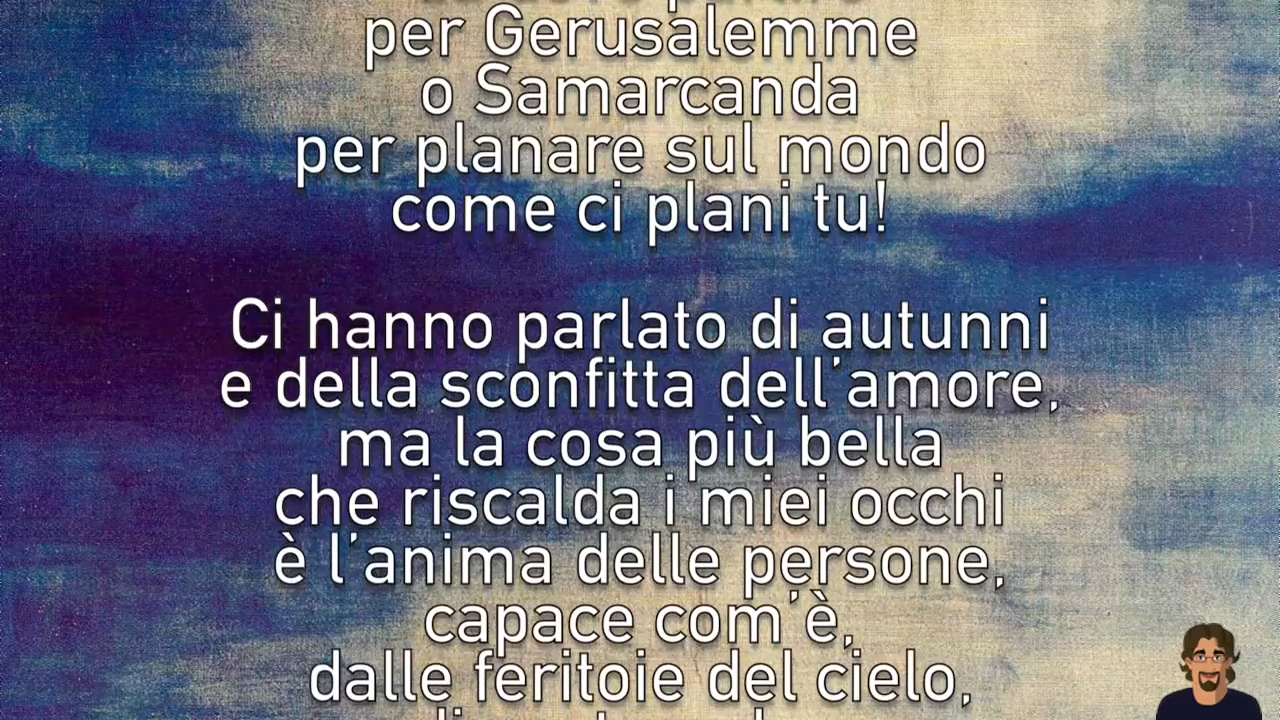 per Gerusalemme
o Samarcanda
per planare sul mondo
come ci plani tu!
Ci hanno parlato di autunni
e della sconfitta dell'amore,
ma la cosa più bella
che riscalda i miei occhi
è l'anima delle persone,
capace com'è,
dalle feritoie del cielo,